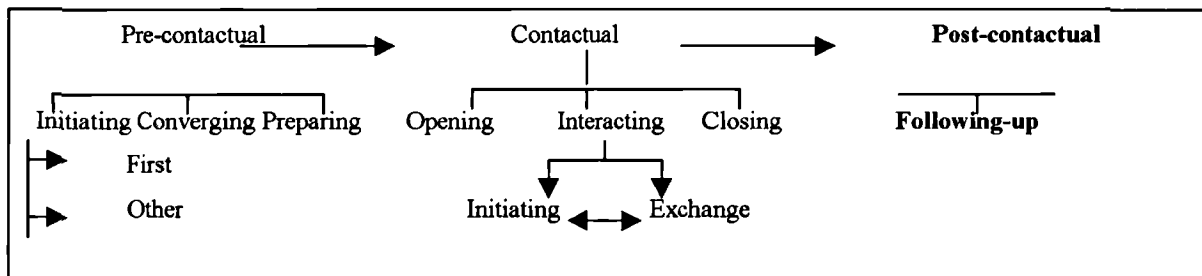 Pre-contactual Contactual Post-contactual
Initiating Converging Preparing Opening Interacting Closing Following-up
First
Other
Initiating Exchange